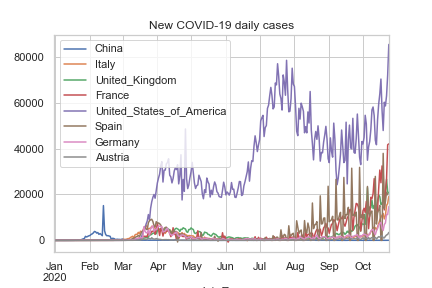 New COVID-19 daily cases
80000
60000
40000
20000
0
China
Italy
United_Kingdom
France
United_States_of_America
Spain
Germany
Austria
Jan Feb Mar Apr May Jun Jul Aug Sep Oct
2020